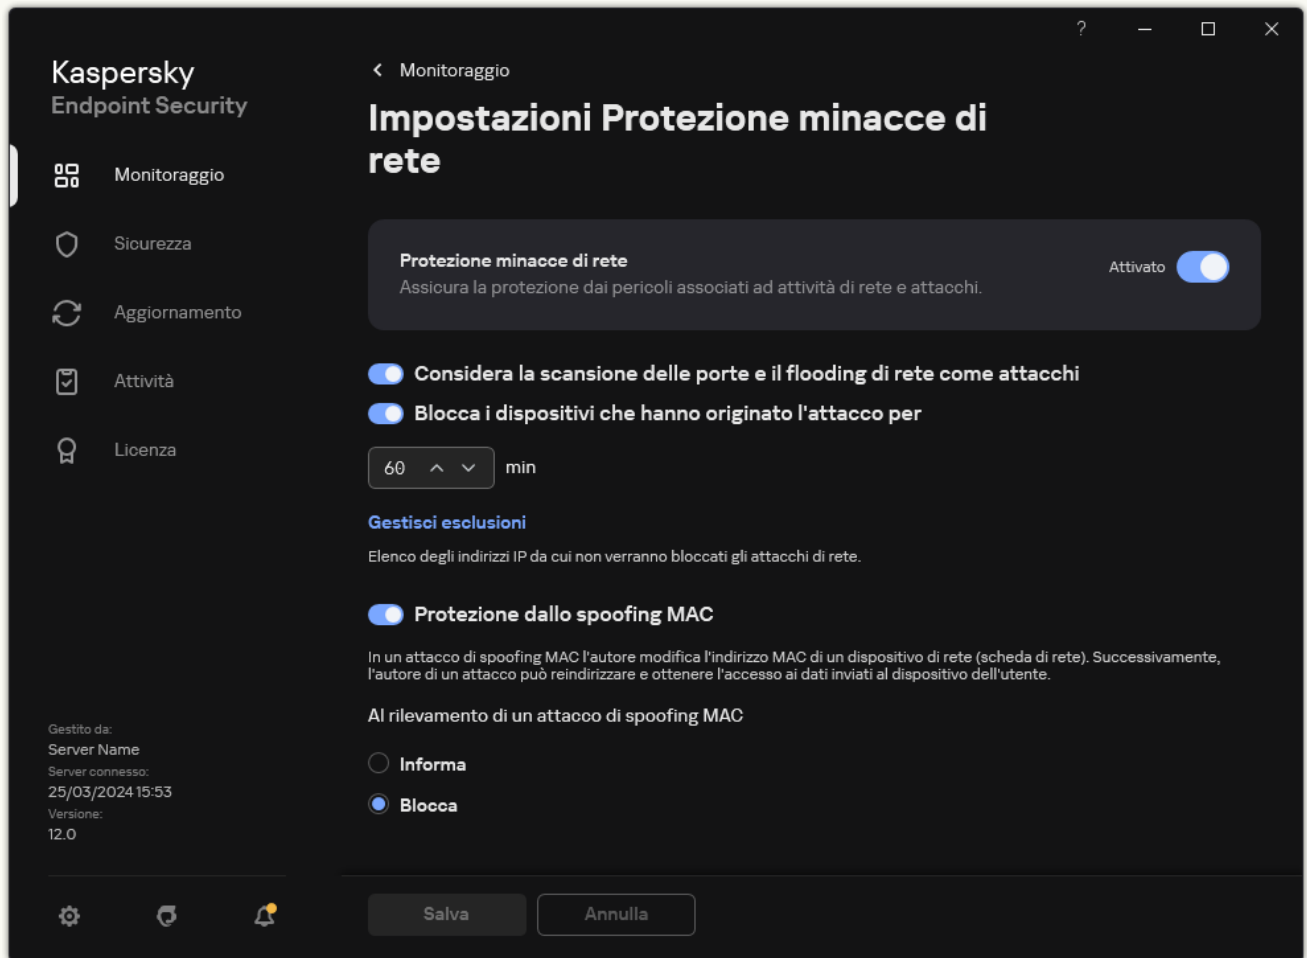 ?
Kaspersky
Endpoint Security
Monitoraggio
Sicurezza
Aggiornamento
Attività
Licenza
Gestito da:
Server Name
Server connesso:
25/03/2024 15:53
Versione:
12.0
Monitoraggio
Impostazioni Protezione minacce di
rete
Protezione minacce di rete
Assicura la protezione dai pericoli associati ad attività di rete e attacchi.
Attivato
Considera la scansione delle porte e il flooding di rete come attacchi
Blocca i dispositivi che hanno originato l'attacco per
60 min
Gestisci esclusioni
Elenco degli indirizzi IP da cui non verranno bloccati gli attacchi di rete.
Protezione dallo spoofing MAC
In un attacco di spoofing MAC l'autore modifica l'indirizzo MAC di un dispositivo di rete (scheda di rete). Successivamente,
l'autore di un attacco può reindirizzare e ottenere l'accesso ai dati inviati al dispositivo dell'utente.
Al rilevamento di un attacco di spoofing MAC
Informa
Blocca
Salva
Annulla